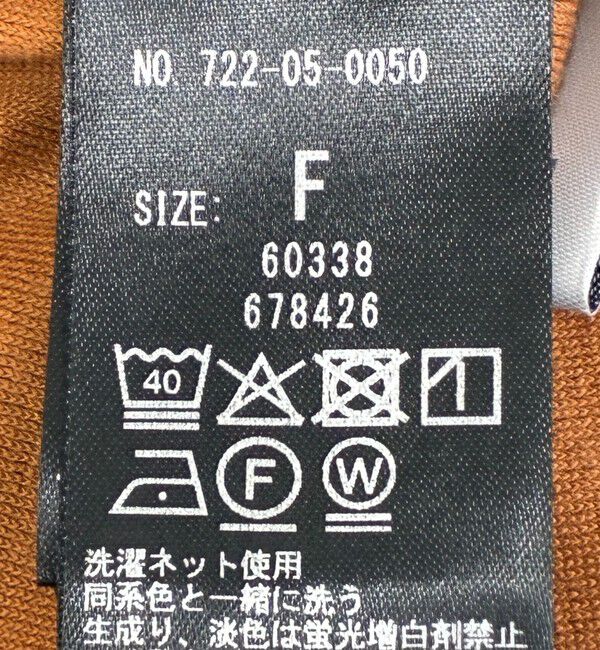 NO 722-05-0050
SIZE: F
60338
678426
40
F W
洗濯ネット使用
同系色と一緒に洗う
生成り、淡色は蛍光増白剤禁止